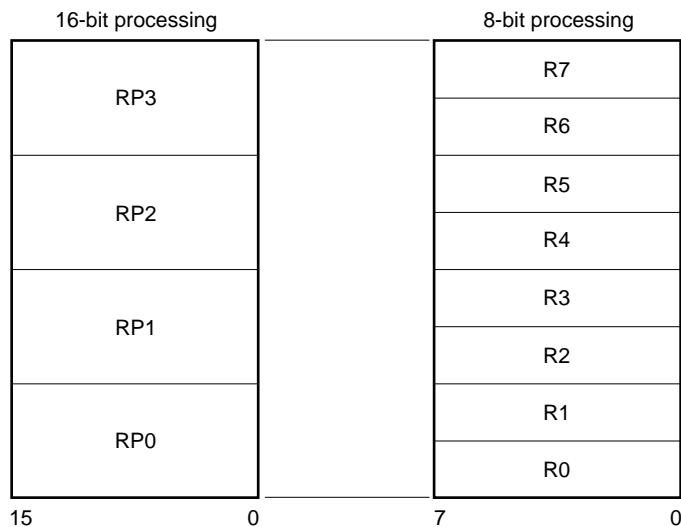 16-bit processing
8-bit processing
RP3
RP2
RP1
RP0
R7
R6
R5
R4
R3
R2
R1
R0
15 0 7 0